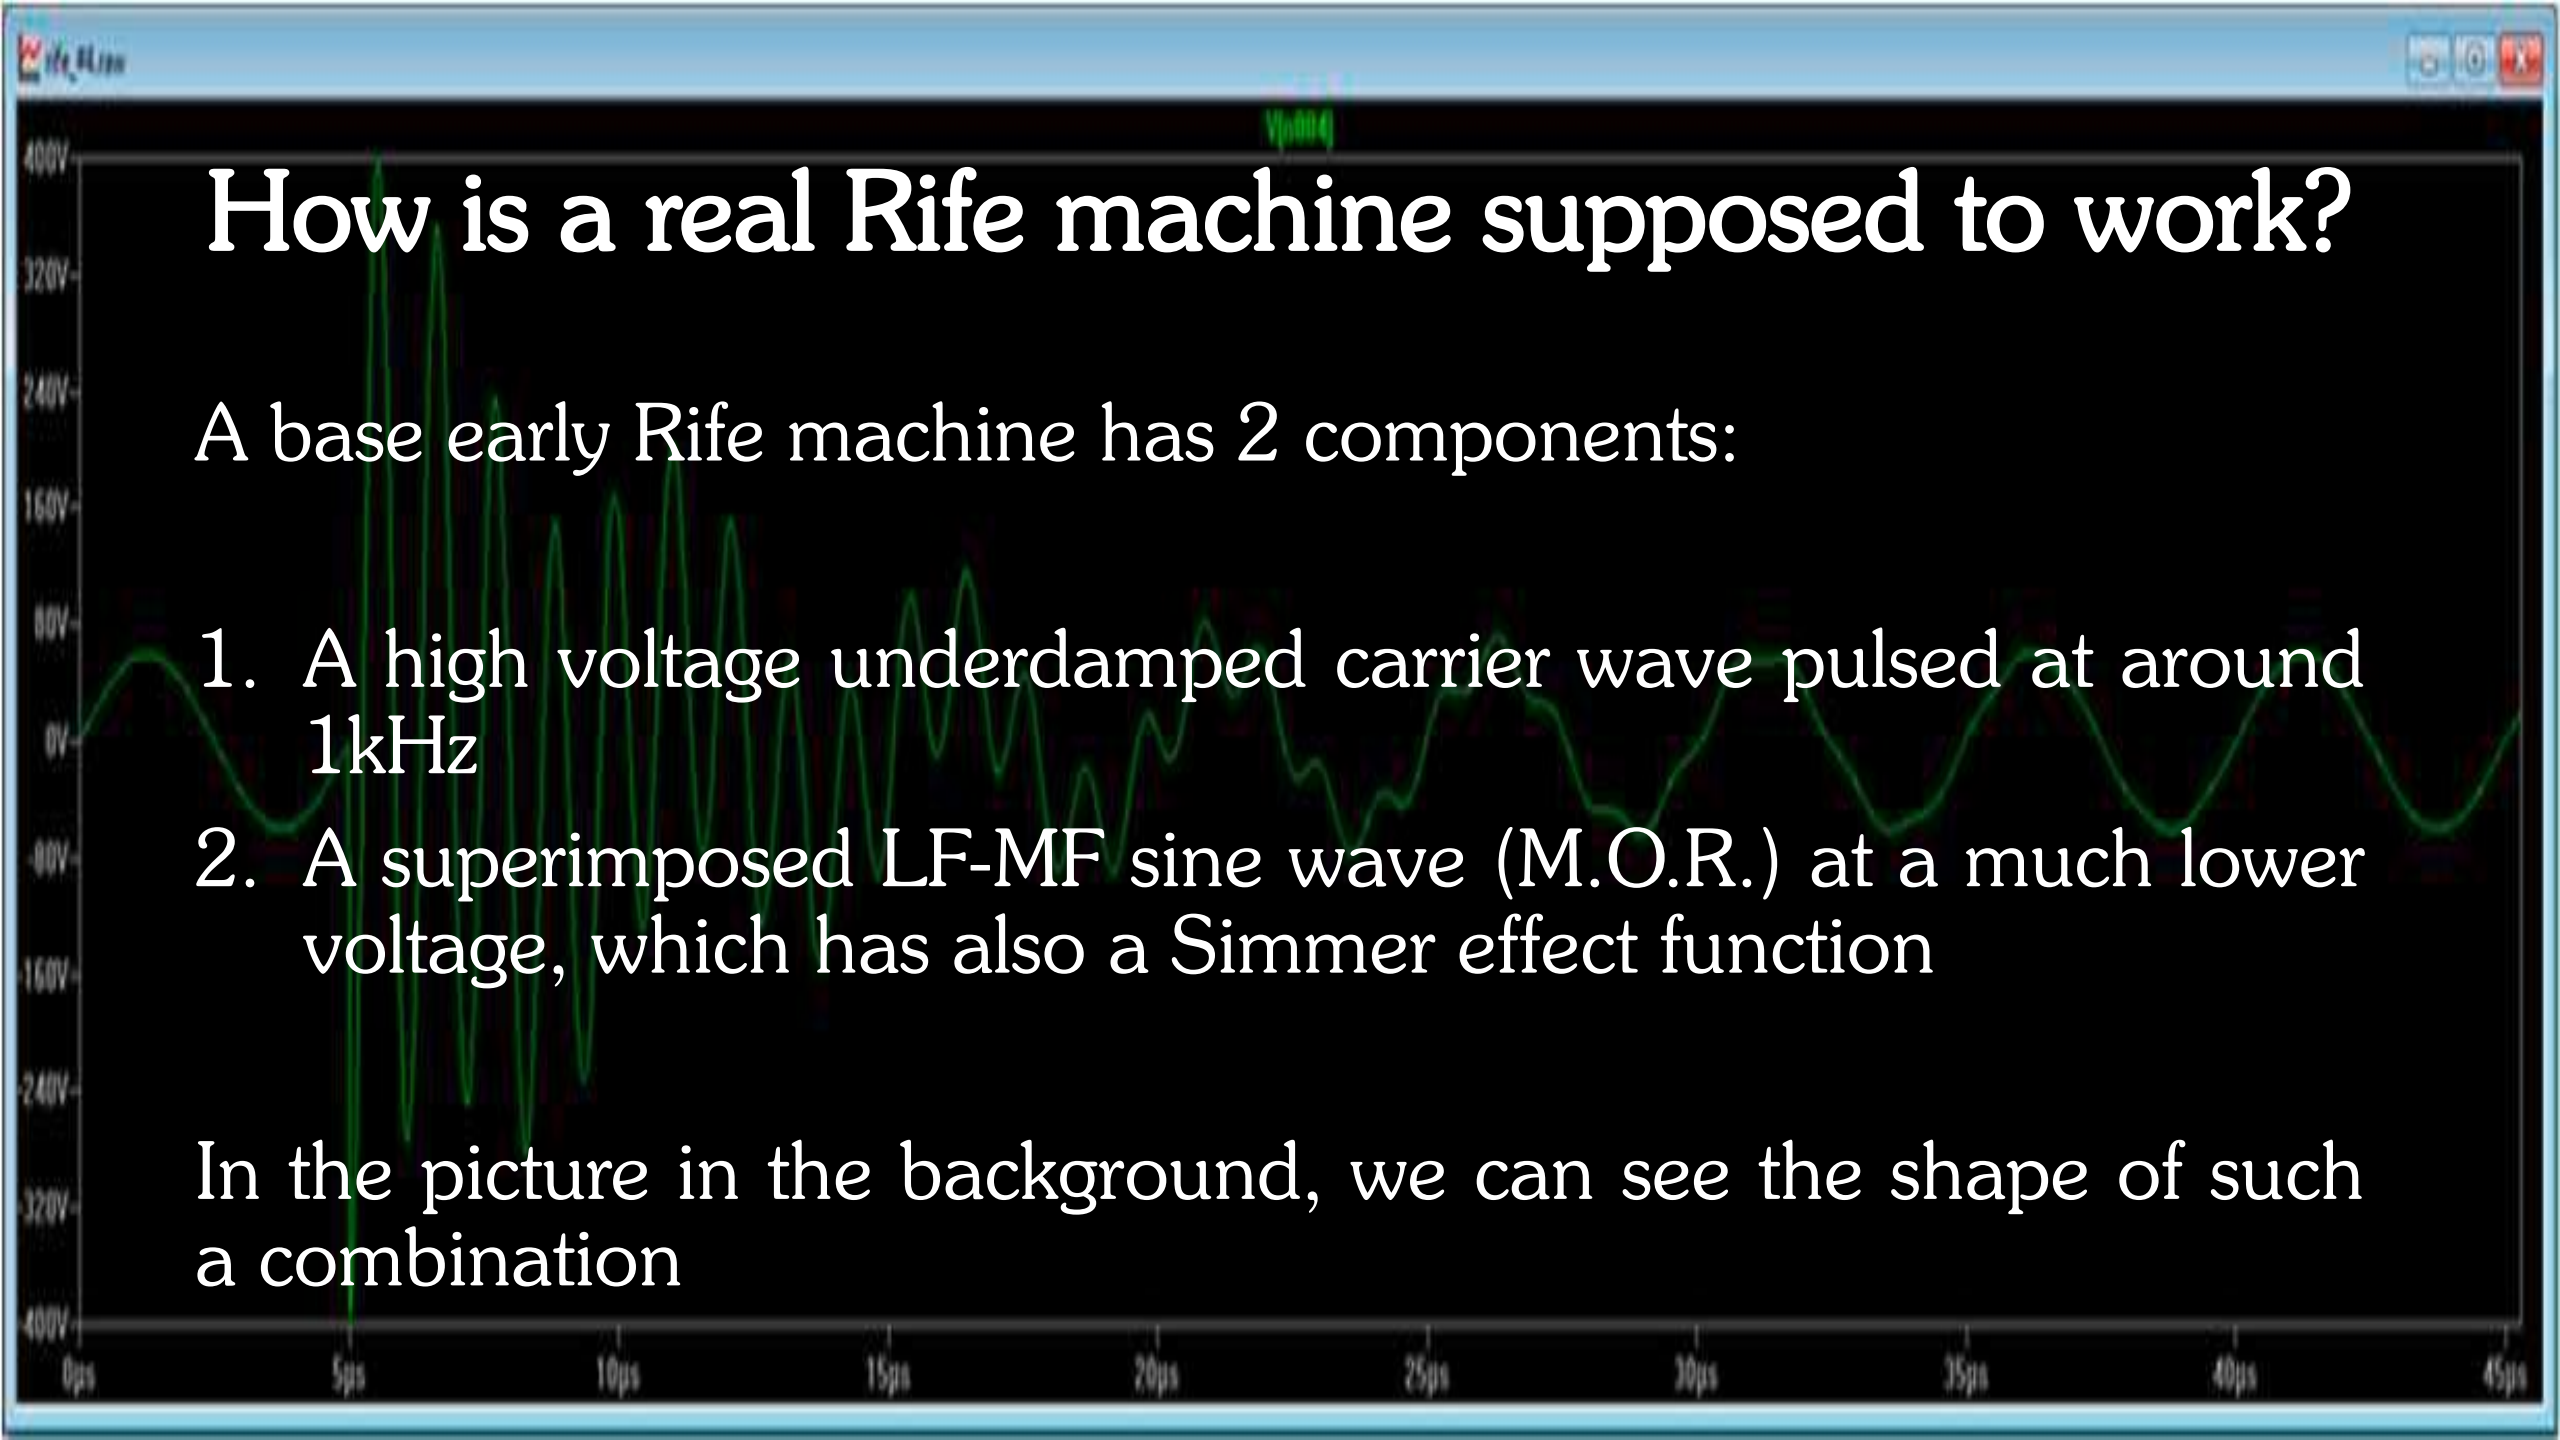 V[n004]
400V
320V
240V
160V
80V
0V
-80V
-160V
-240V
-320V
-400V
How is a real Rife machine supposed to work?
A base early Rife machine has 2 components:
1. A high voltage underdamped carrier wave pulsed at around
1kHz
2. A superimposed LF-MF sine wave (M.O.R.) at a much lower
voltage, which has also a Simmer effect function
In the picture in the background, we can see the shape of such
a combination
0µs 5µs 10µs 15µs 20µs 25µs 30µs 35µs 40µs 45µs